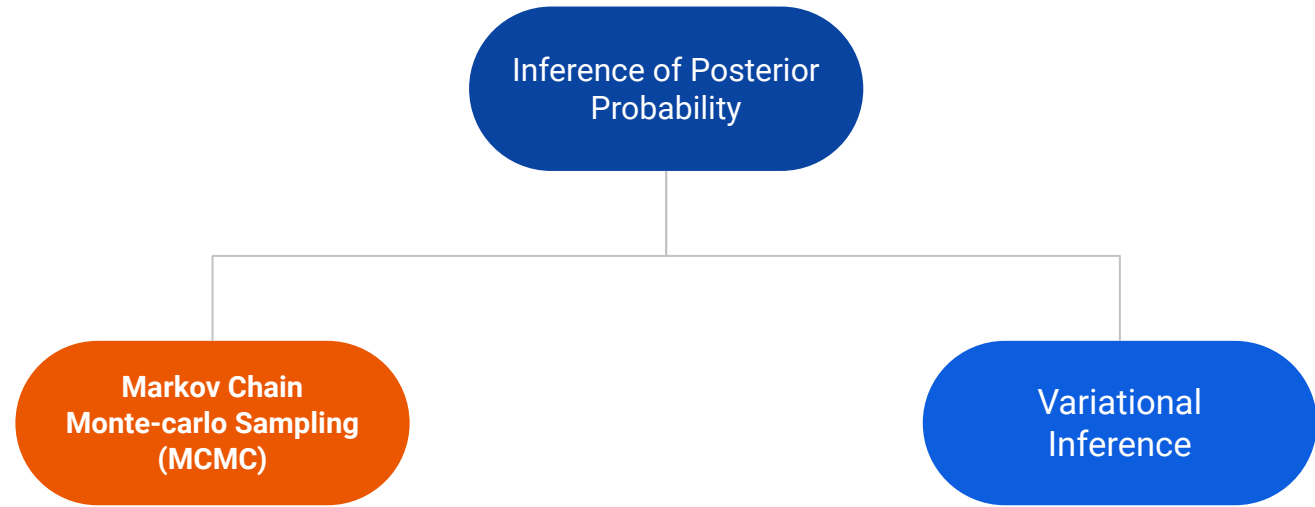 Inference of Posterior
Probability
Markov Chain
Monte-carlo Sampling
(MCMC)
Variational
Inference